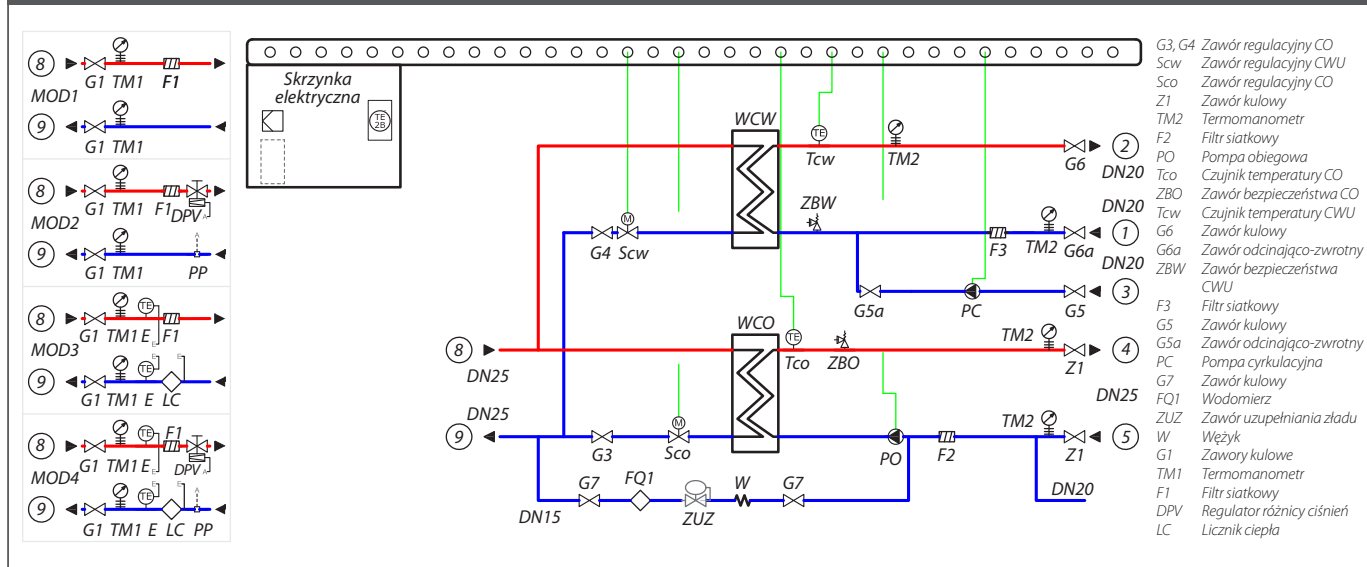 8
G1 TM1 F1
MOD1
9
G1 TM1
8
G1 TM1 F1 DPV A
MOD2
9
A
G1 TM1 PP
8
TE
G1 TM1 E F1
MOD3
E
E
9
TE
G1 TM1 E LC
8
TE
F1
G1 TM1 E DPV A
MOD4
E
E
9
TE
A
G1 TM1 E LC PP
Skrzynka
elektryczna
TE
2B
WCW
TE
Tcw
TM2
G6
2
DN20
ZBW
DN20
M
G4 Scw
F3
TM2
G6a
1
DN20
G5a
PC
G5
3
WCO
TE
Tco
ZBO
TM2
Z1
4
8
DN25
DN25
DN25
9
G3
M
Sco
PO
F2
TM2
Z1
5
G7
FQ1
ZUZ
W
G7
DN15
DN20
G3, G4 Zawór regulacyjny CO
Scw Zawór regulacyjny CWU
Sco Zawór regulacyjny CO
Z1 Zawór kulowy
TM2 Termomanometr
F2 Filtr siatkowy
PO Pompa obiegowa
Tco Czujnik temperatury CO
ZBO Zawór bezpieczeństwa CO
Tcw Czujnik temperatury CWU
G6 Zawór kulowy
G6a Zawór odcinająco-zwrotny
ZBW Zawór bezpieczeństwa
CWU
F3 Filtr siatkowy
G5 Zawór kulowy
G5a Zawór odcinająco-zwrotny
PC Pompa cyrkulacyjna
G7 Zawór kulowy
FQ1 Wodomierz
ZUZ Zawór uzupełniania zładu
W Wężyk
G1 Zawory kulowe
TM1 Termomanometr
F1 Filtr siatkowy
DPV Regulator różnicy ciśnień
LC Licznik ciepła